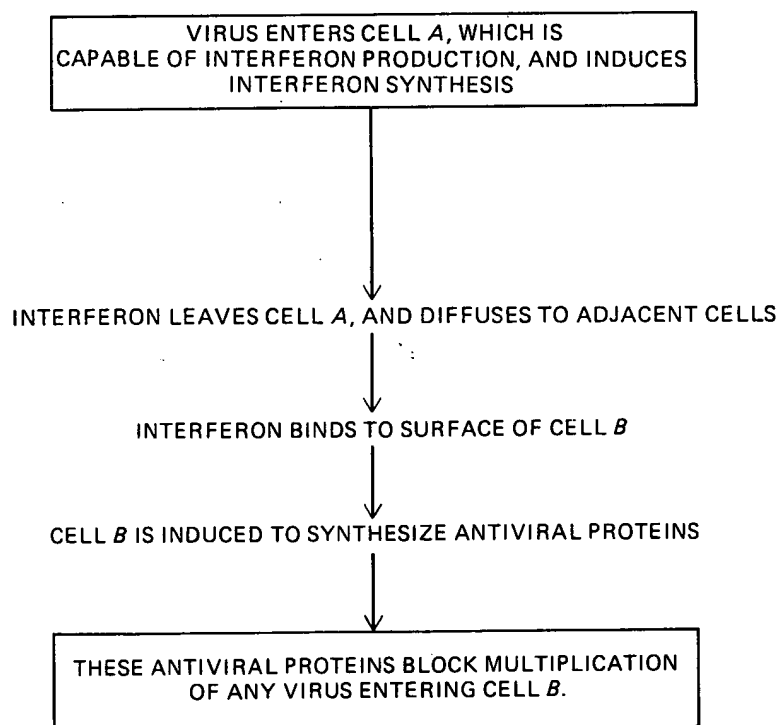 VIRUS ENTERS CELL A, WHICH IS
CAPABLE OF INTERFERON PRODUCTION, AND INDUCES
INTERFERON SYNTHESIS
INTERFERON LEAVES CELL A, AND DIFFUSES TO ADJACENT CELLS
INTERFERON BINDS TO SURFACE OF CELL B
CELL B IS INDUCED TO SYNTHESIZE ANTIVIRAL PROTEINS
THESE ANTIVIRAL PROTEINS BLOCK MULTIPLICATION
OF ANY VIRUS ENTERING CELL B.